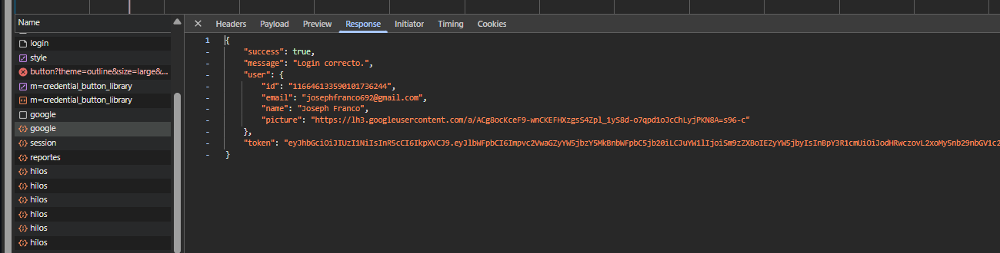 Name
login
style
button?theme=outline&size=large&...
m=credential_button_library
m=credential_button_library
google
google
session
reportes
hilos
hilos
hilos
hilos
hilos
hilos
Headers Payload Preview Response Initiator Timing Cookies
1 {
- "success": true,
- "message": "Login correcto.",
- "user": {
- "id": "116646133590101736244",
- "email": "josephfranco692@gmail.com",
- "name": "Joseph Franco",
- "picture": "https://lh3.googleusercontent.com/a/ACg8ocKceF9-wnCKEFHXzgsS4Zpl_1yS8d-o7qpd1oJcChLyjPKN8A=s96-c"
- },
- "token": "eyJhbGciOiJIUzI1NiIsInR5cCI6IkpXVCJ9.eyJlbWFpbCI6Impvc2VwaGZyYW5jbzY5MkBnbWFpbC5jb20iLCJuYW1lIjoiSm9zZXBoIEZyYW5jbyIsInBpY3R1cmUiOiJodHRwczovL2xoMy5nb29nbGV1c2
- }